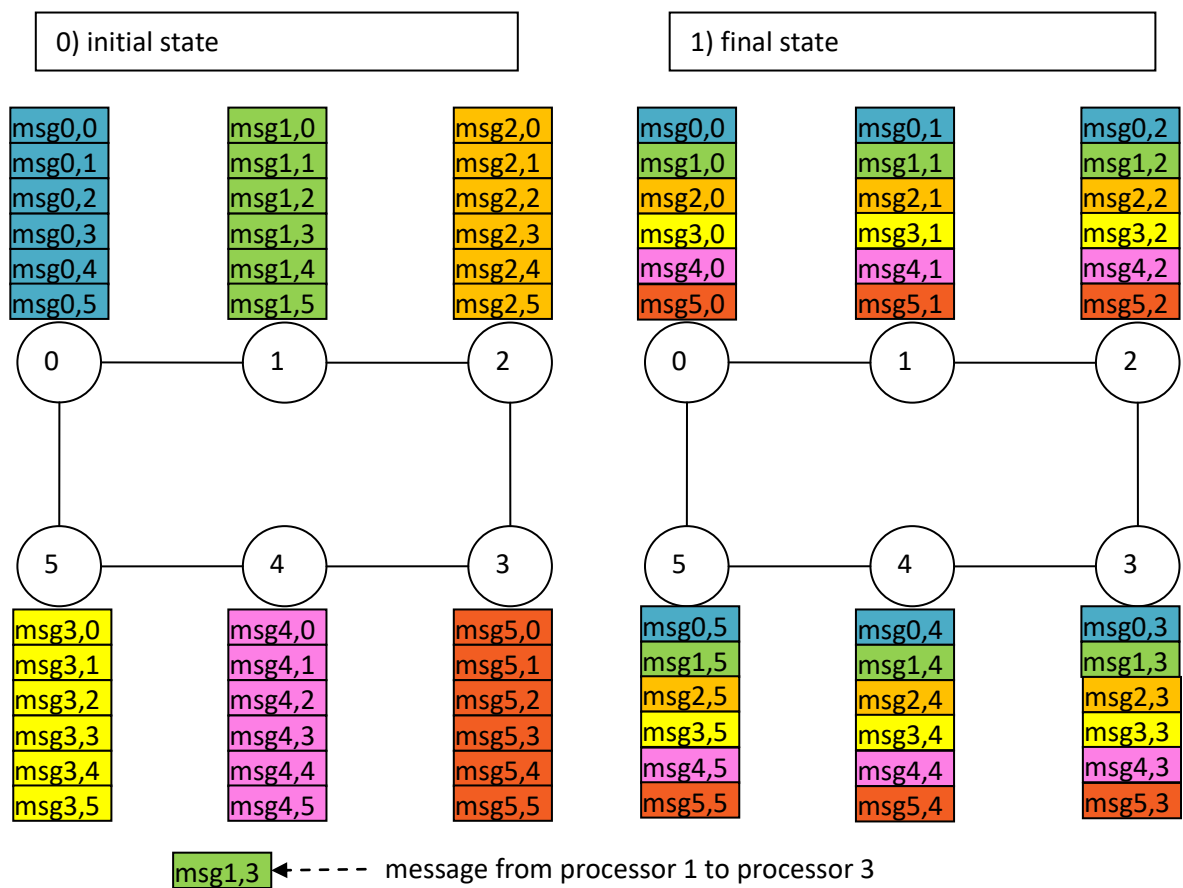 0) initial state
1) final state
msg0,0 msg1,0 msg2,0 msg0,0 msg0,1 msg0,2
msg0,1 msg1,1 msg2,1 msg1,0 msg1,1 msg1,2
msg0,2 msg1,2 msg2,2 msg2,0 msg2,1 msg2,2
msg0,3 msg1,3 msg2,3 msg3,0 msg3,1 msg3,2
msg0,4 msg1,4 msg2,4 msg4,0 msg4,1 msg4,2
msg0,5 msg1,5 msg2,5 msg5,0 msg5,1 msg5,2
0 1 2 0 1 2
5 4 3 5 4 3
msg3,0 msg4,0 msg5,0 msg0,5 msg0,4 msg0,3
msg3,1 msg4,1 msg5,1 msg1,5 msg1,4 msg1,3
msg3,2 msg4,2 msg5,2 msg2,5 msg2,4 msg2,3
msg3,3 msg4,3 msg5,3 msg3,5 msg3,4 msg3,3
msg3,4 msg4,4 msg5,4 msg4,5 msg4,4 msg4,3
msg3,5 msg4,5 msg5,5 msg5,5 msg5,4 msg5,3
msg1,3 message from processor 1 to processor 3